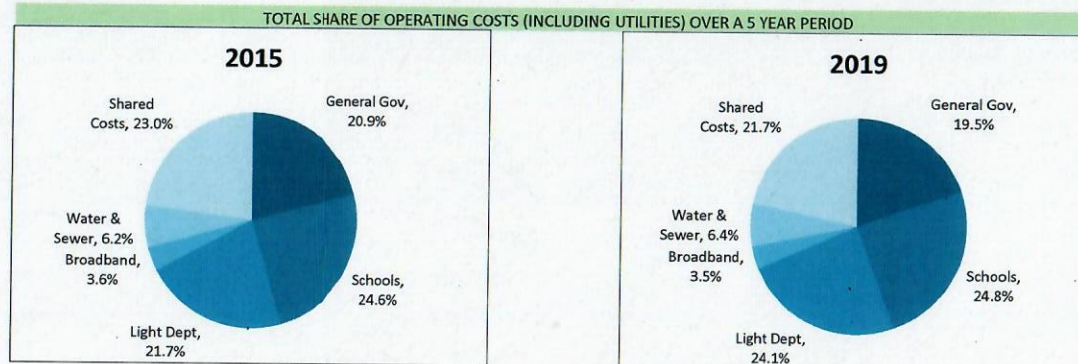 TOTAL SHARE OF OPERATING COSTS (INCLUDING UTILITIES) OVER A 5 YEAR PERIOD
2015
Shared
Costs, 23.0%
General Gov,
20.9%
Water &
Sewer, 6.2%
Broadband,
3.6%
Schools,
24.6%
Light Dept,
21.7%
2019
Shared
Costs, 21.7%
General Gov,
19.5%
Water &
Sewer, 6.4%
Broadband,
3.5%
Schools,
24.8%
Light Dept,
24.1%